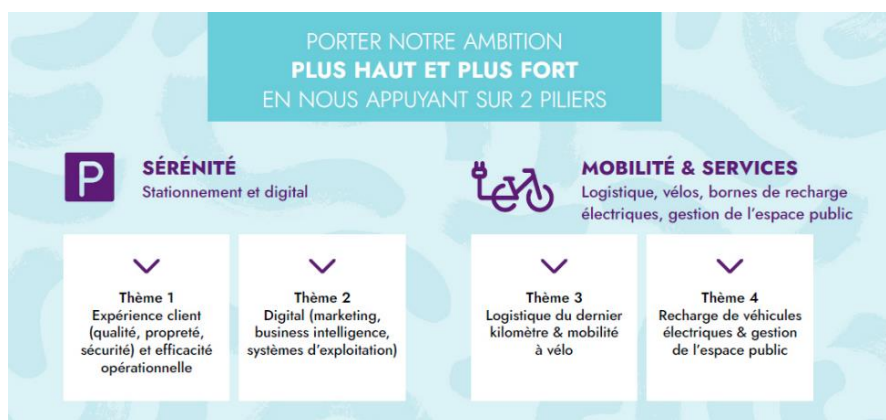 PORTER NOTRE AMBITION
PLUS HAUT ET PLUS FORT
EN NOUS APPUYANT SUR 2 PILIERS
P
SÉRÉNITÉ
Stationnement et digital
MOBILITÉ & SERVICES
Logistique, vélos, bornes de recharge
électriques, gestion de l'espace public
Thème 1
Expérience client
(qualité, propreté,
sécurité) et efficacité
opérationnelle
Thème 2
Digital (marketing,
business intelligence,
systèmes d'exploitation)
Thème 3
Logistique du dernier
kilomètre & mobilité
à vélo
Thème 4
Recharge de véhicules
électriques & gestion
de l'espace public